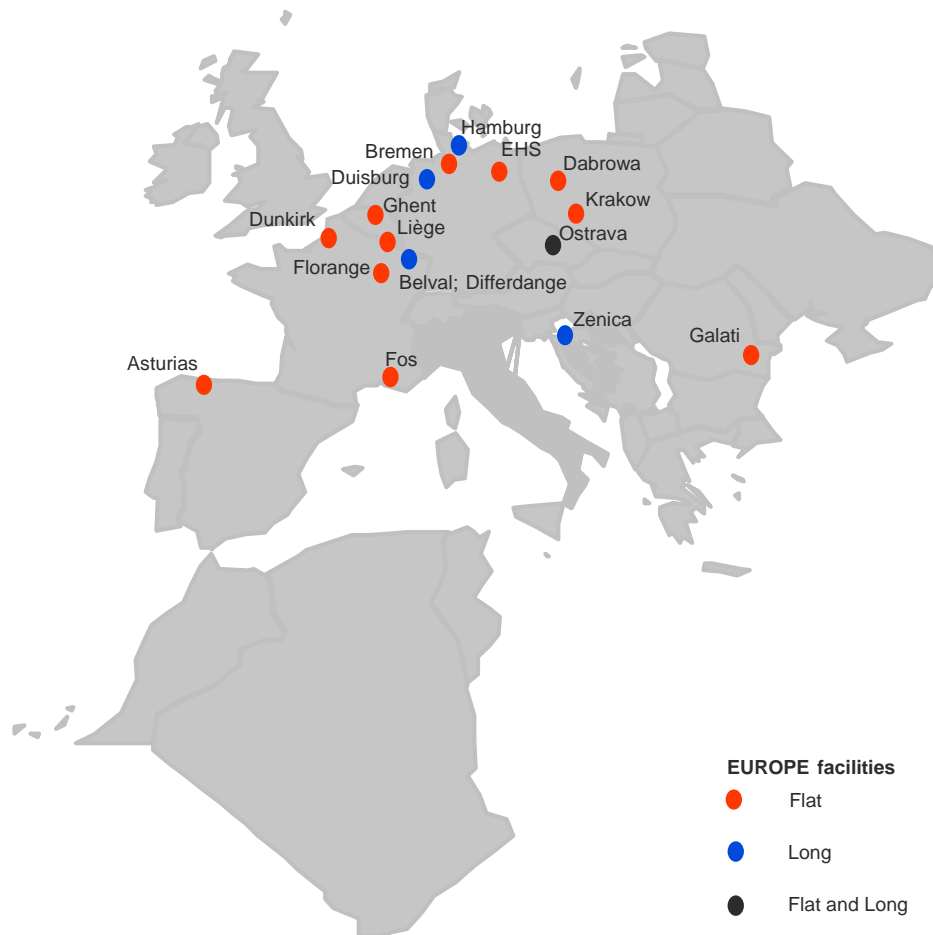 Hamburg
Bremen
EHS
Duisburg
Dabrowa
Ghent
Krakow
Dunkirk
Liège
Ostrava
Florange
Belval; Differdange
Zenica
Galati
Asturias
Fos
EUROPE facilities
Flat
Long
Flat and Long